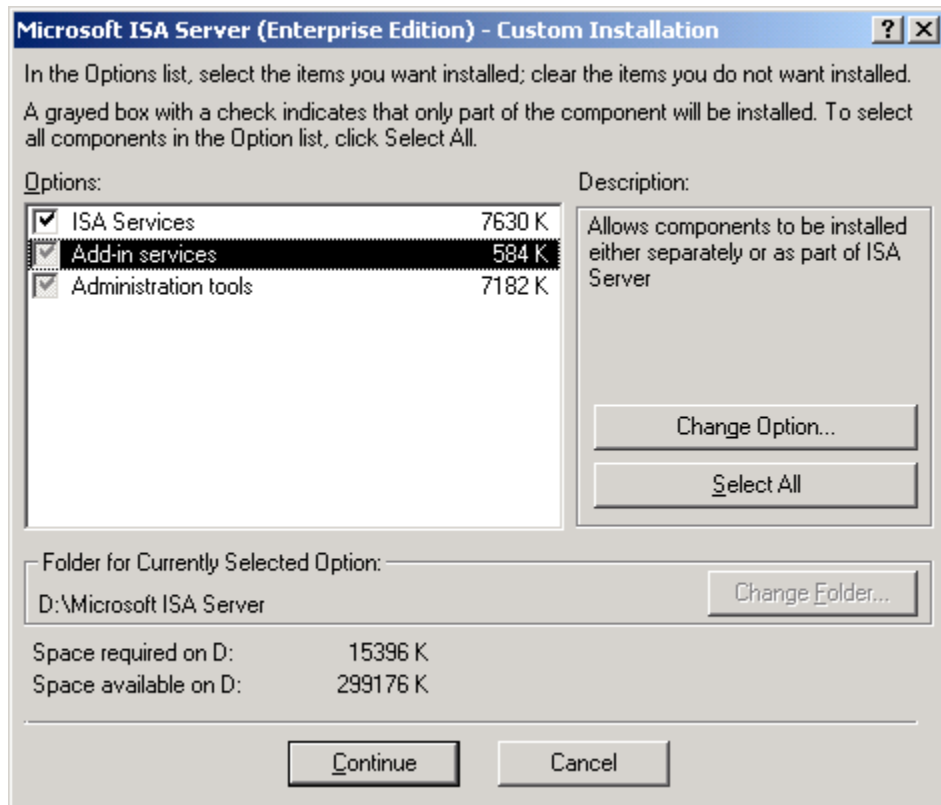 Microsoft ISA Server (Enterprise Edition) - Custom Installation
In the Options list, select the items you want installed; clear the items you do not want installed.
A grayed box with a check indicates that only part of the component will be installed. To select
all components in the Option list, click Select All.
Options:
Description:
ISA Services 7630 K
Add-in services 584 K
Administration tools 7182 K
Allows components to be installed
either separately or as part of ISA
Server
Change Option...
Select All
Folder for Currently Selected Option:
D:\Microsoft ISA Server
Change Folder...
Space required on D: 15396 K
Space available on D: 299176 K
Continue
Cancel